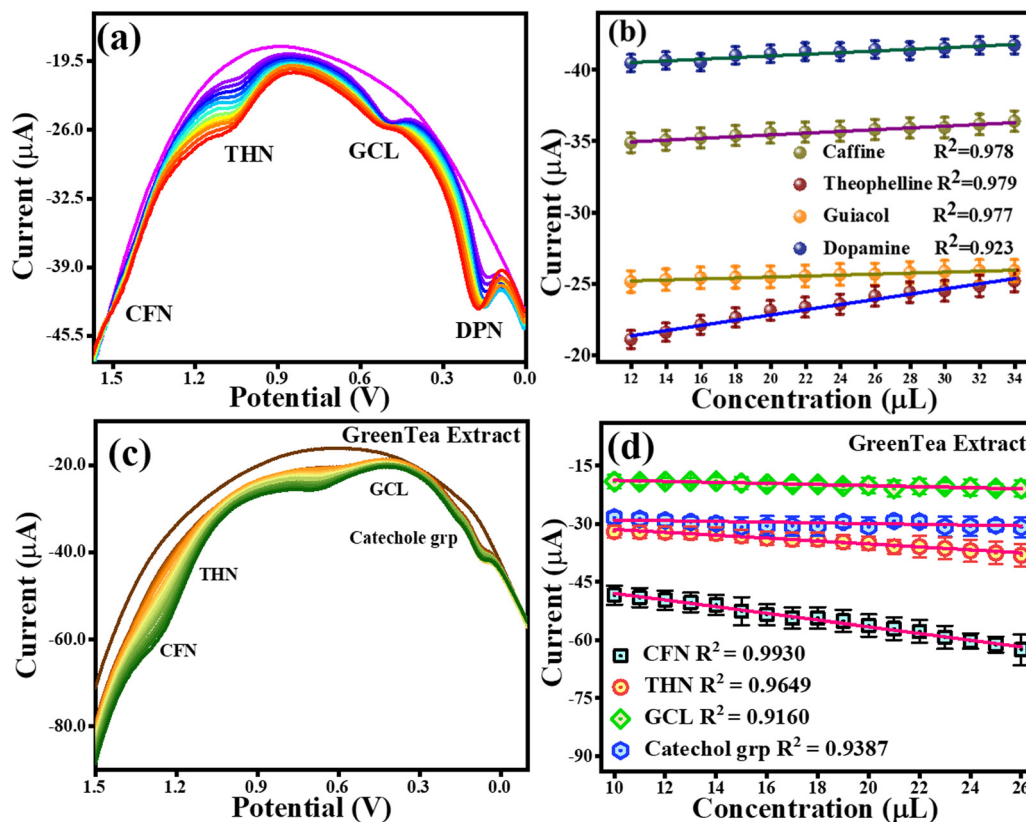 (a)
-19.5
-26.0
-32.5
-39.0
-45.5
Current (μA)
THN
GCL
CFN
DPN
1.5
1.2
0.9
0.6
0.3
0.0
Potential (V)
(b)
-40
-35
-30
-25
-20
Current (μA)
Caffine R²=0.978
Theophelline R²=0.979
Guiacol R²=0.977
Dopamine R²=0.923
12
14
16
18
20
22
24
26
28
30
32
34
Concentration (μL)
(c)
GreenTea Extract
-20.0
-40.0
-60.0
-80.0
Current (μA)
GCL
Catechole grp
THN
CFN
1.5
1.2
0.9
0.6
0.3
0.0
Potential (V)
(d)
GreenTea Extract
-15
-30
-45
-60
-75
-90
Current (μA)
CFN R² = 0.9930
THN R² = 0.9649
GCL R² = 0.9160
Catechol grp R² = 0.9387
10
12
14
16
18
20
22
24
26
Concentration (μL)